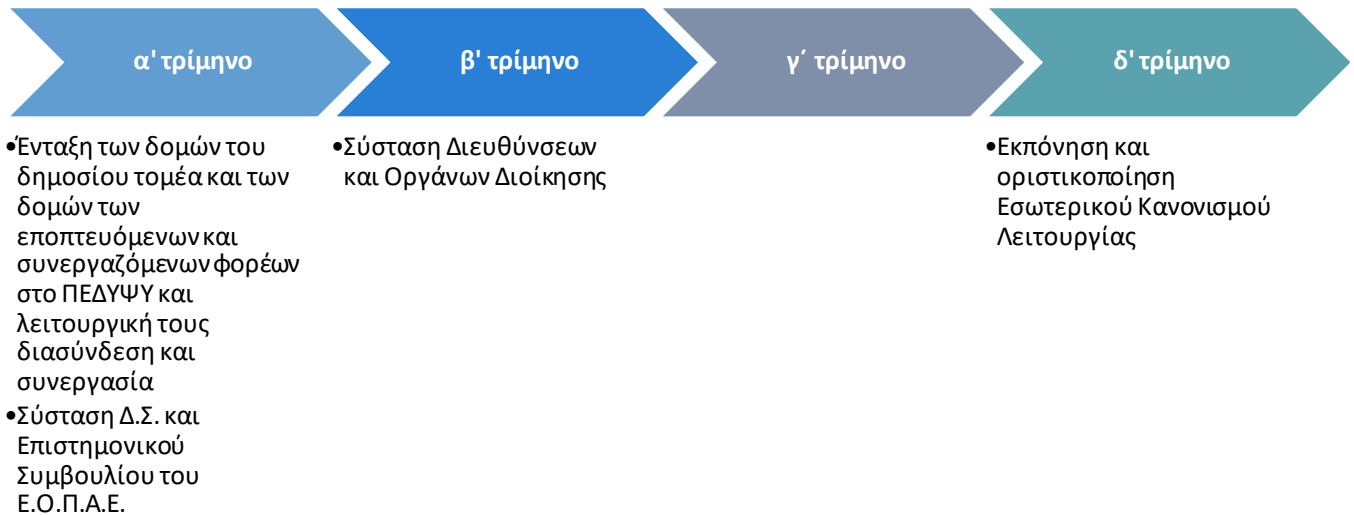 α' τρίμηνο
β' τρίμηνο
γ΄ τρίμηνο
δ' τρίμηνο
•Ένταξη των δομών του
δημοσίου τομέα και των
δομών των
εποπτευόμενων και
συνεργαζόμενων φορέων
στο ΠΕΔΥΨΥ και
λειτουργική τους
διασύνδεση και
συνεργασία
•Σύσταση Δ.Σ. και
Επιστημονικού
Συμβουλίου του
Ε.Ο.Π.Α.Ε.
•Σύσταση Διευθύνσεων
και Οργάνων Διοίκησης
•Εκπόνηση και
οριστικοποίηση
Εσωτερικού Κανονισμού
Λειτουργίας